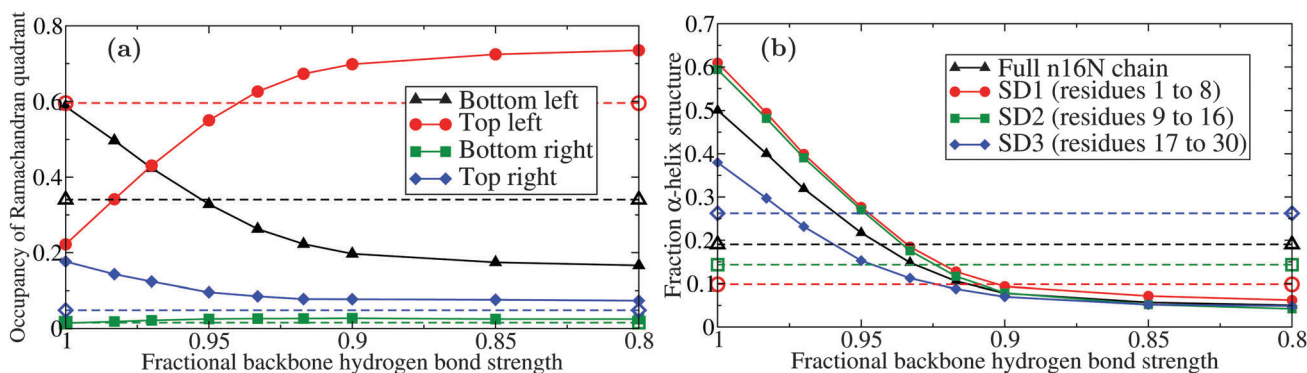 (a)
Occupancy of Ramachandran quadrant
0.8
0.6
0.4
0.2
0
1
0.95
0.9
0.85
0.8
Fractional backbone hydrogen bond strength
Bottom left
Top left
Bottom right
Top right
(b)
Fraction α-helix structure
0.7
0.6
0.5
0.4
0.3
0.2
0.1
0
1
0.95
0.9
0.85
0.8
Fractional backbone hydrogen bond strength
Full n16N chain
SD1 (residues 1 to 8)
SD2 (residues 9 to 16)
SD3 (residues 17 to 30)